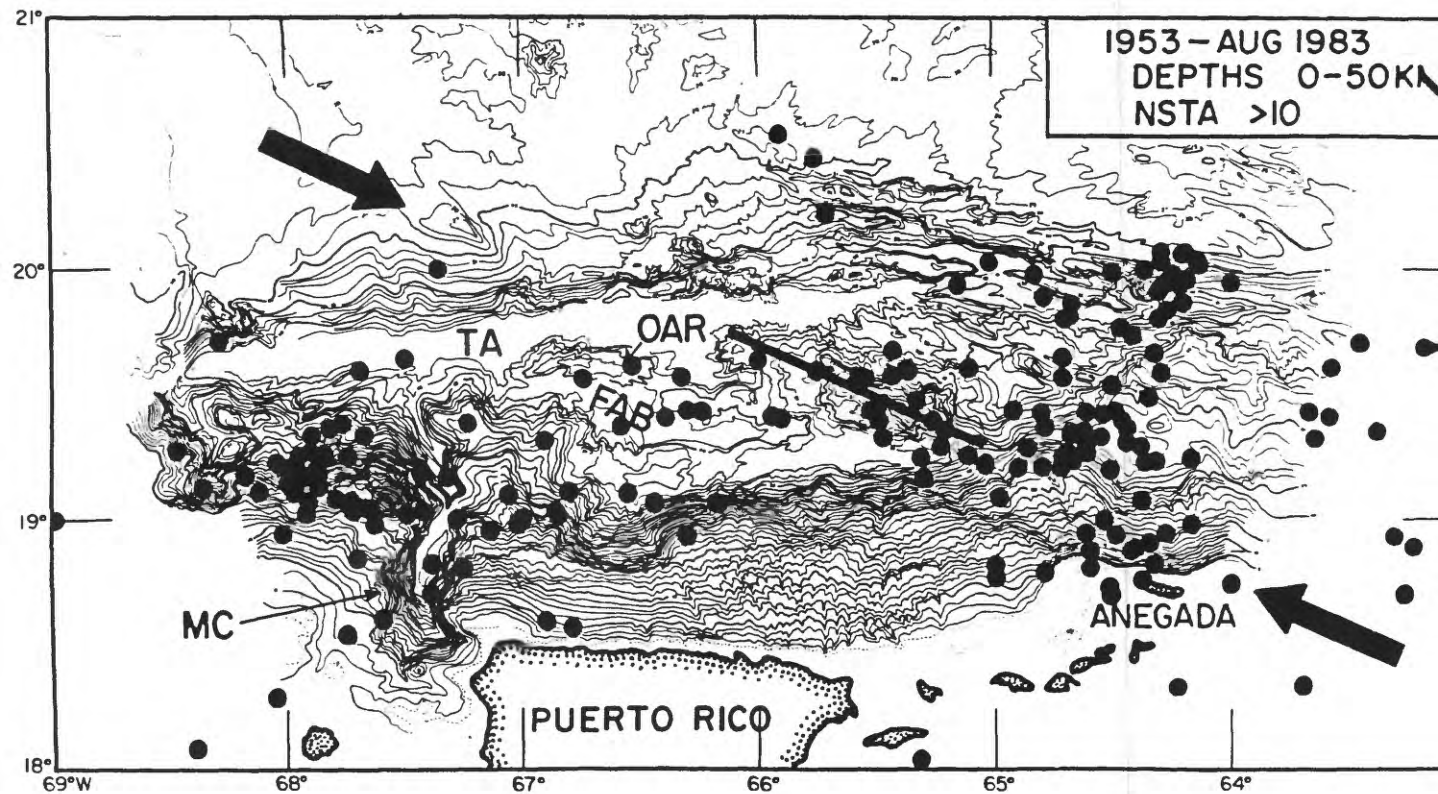 21°
1953-AUG 1983
DEPTHS 0-50KM
NSTA >10
20°
TA
OAR
FAB
19°
MC
ANEGADA
PUERTO RICO
18°
69°W
68°
67°
66°
65°
64°